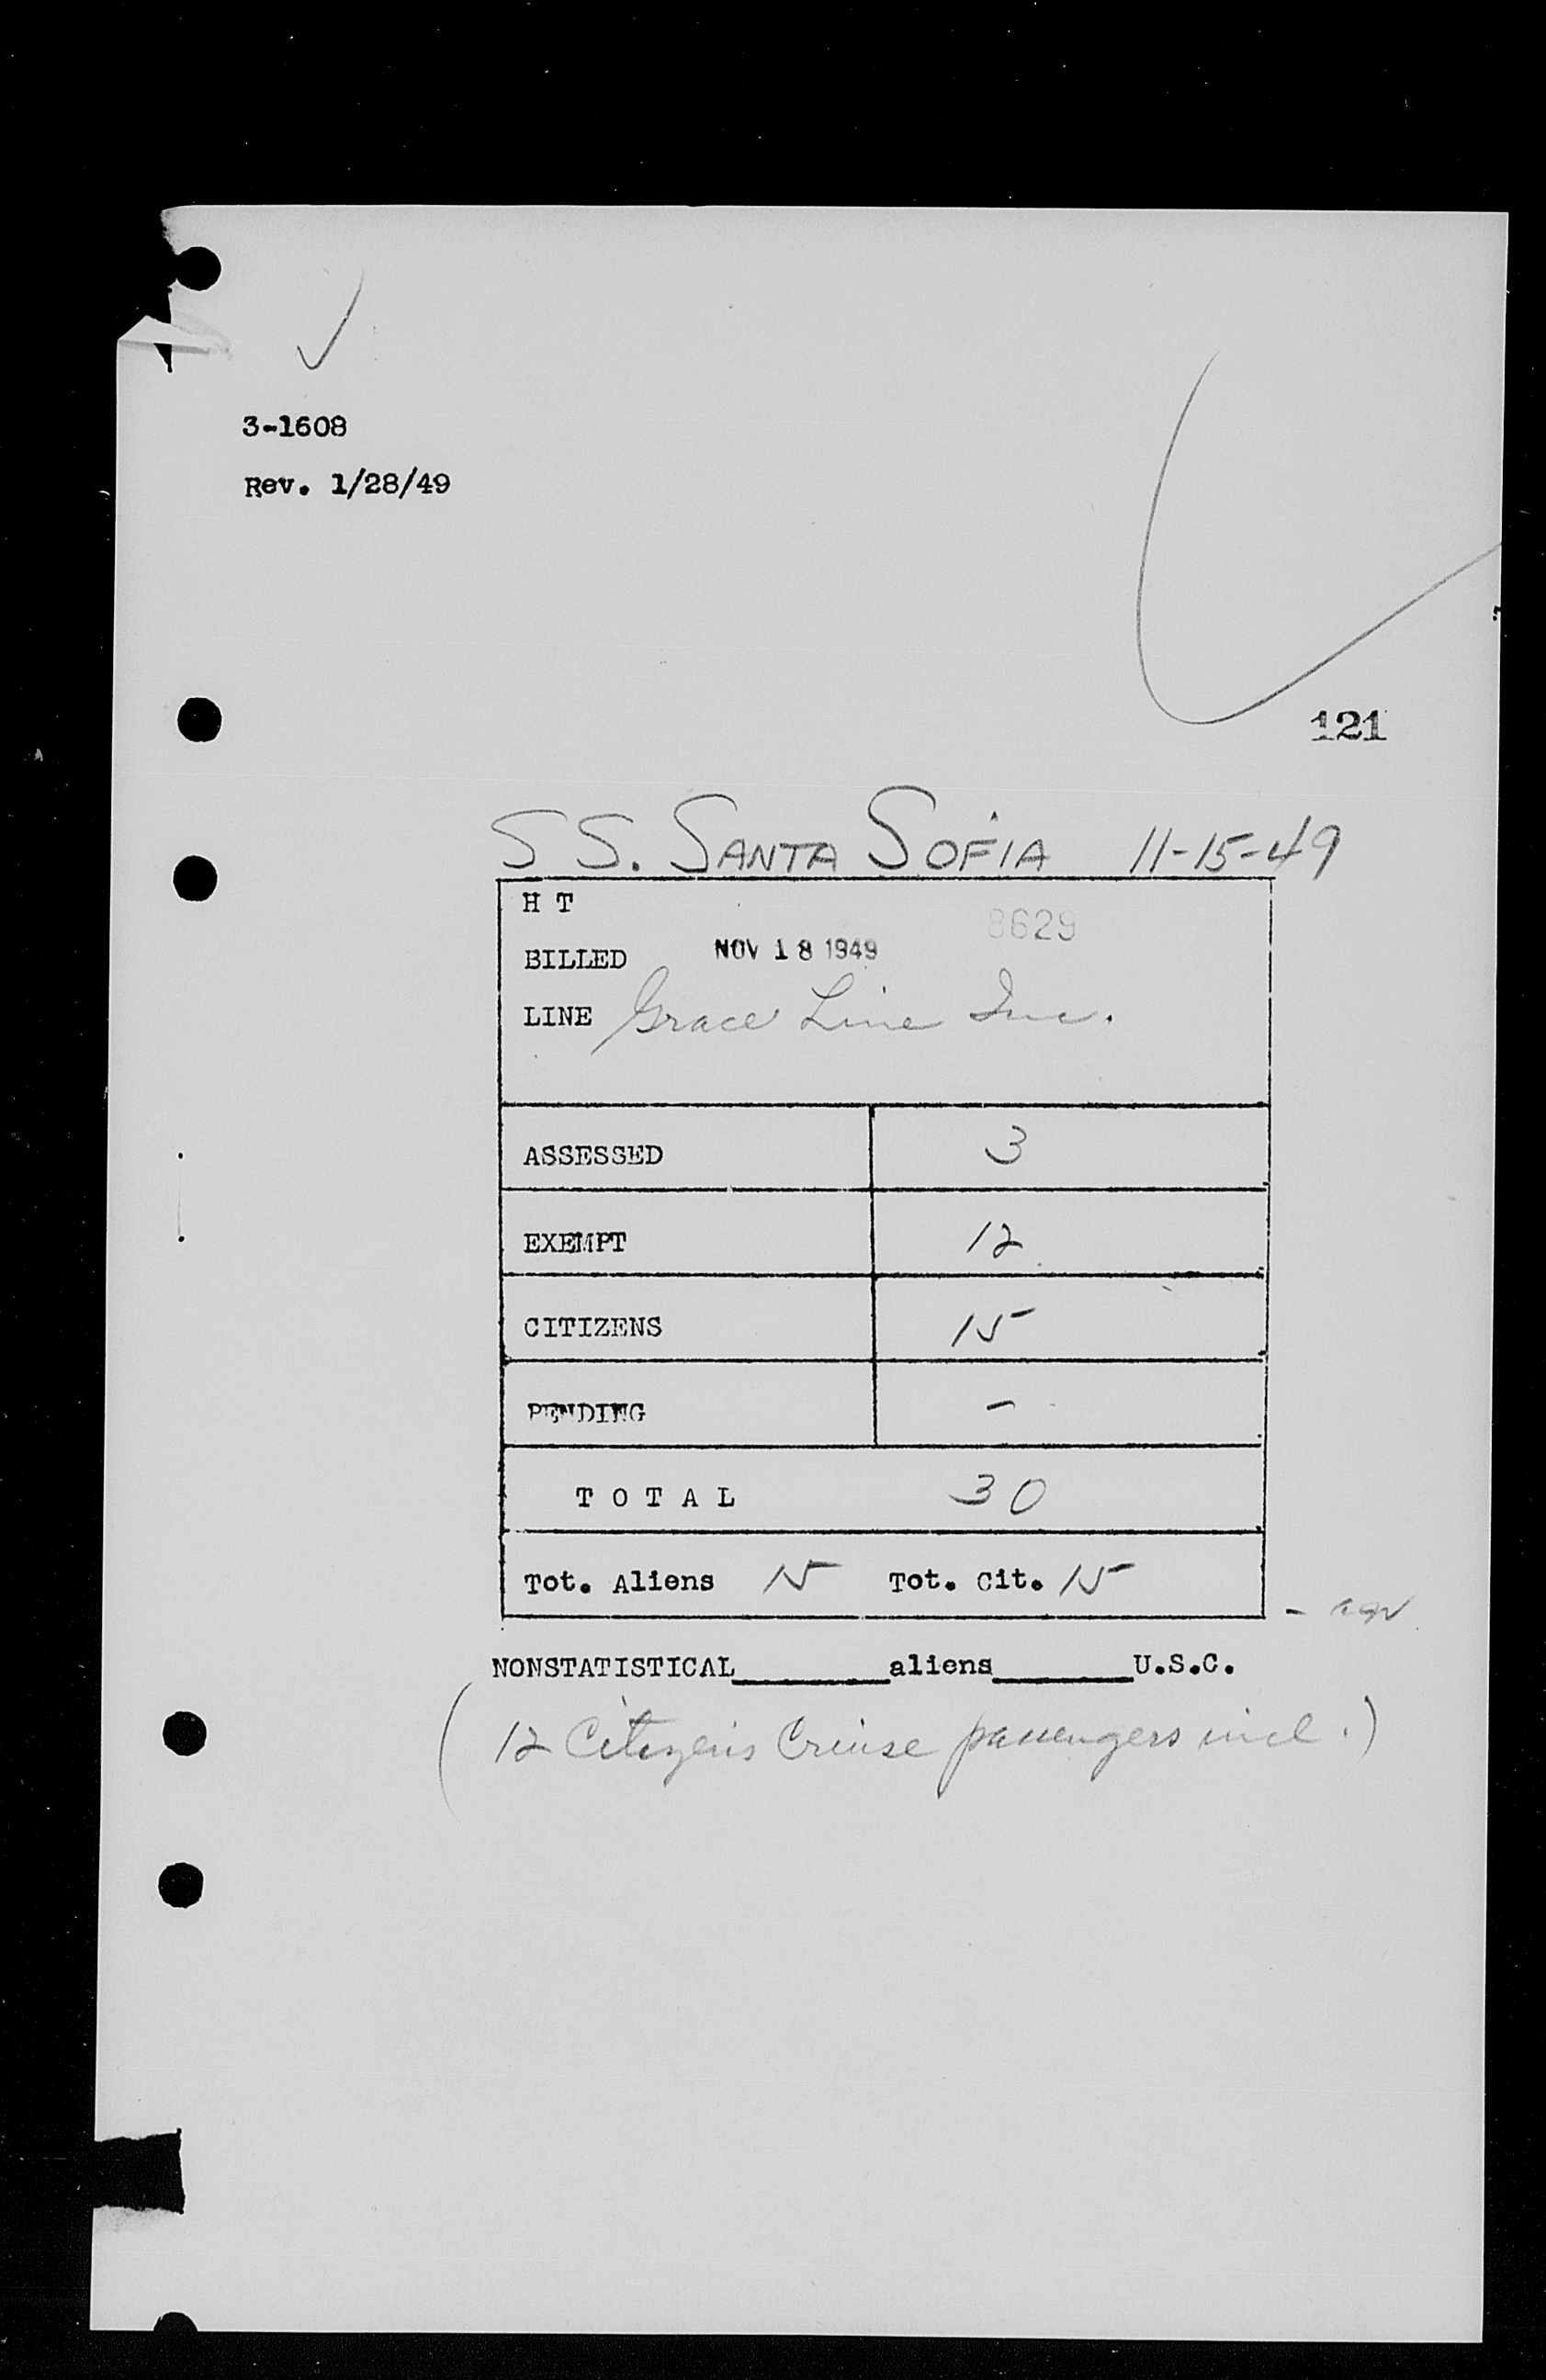 3-1608
Rev. 1/28/49
121
SS. SANTA SOFIA 11-15-49
H T
8629
BILLED NOV 18 1949
LINE Grace Line Inc.
ASSESSED 3
EXEMPT 12
CITIZENS 15
PENDING -
TOTAL 30
Tot. Aliens 15 Tot. Cit. 15
NONSTATISTICAL______aliens______U.S.C.
(12 Citizens Cruise passengers incl.)